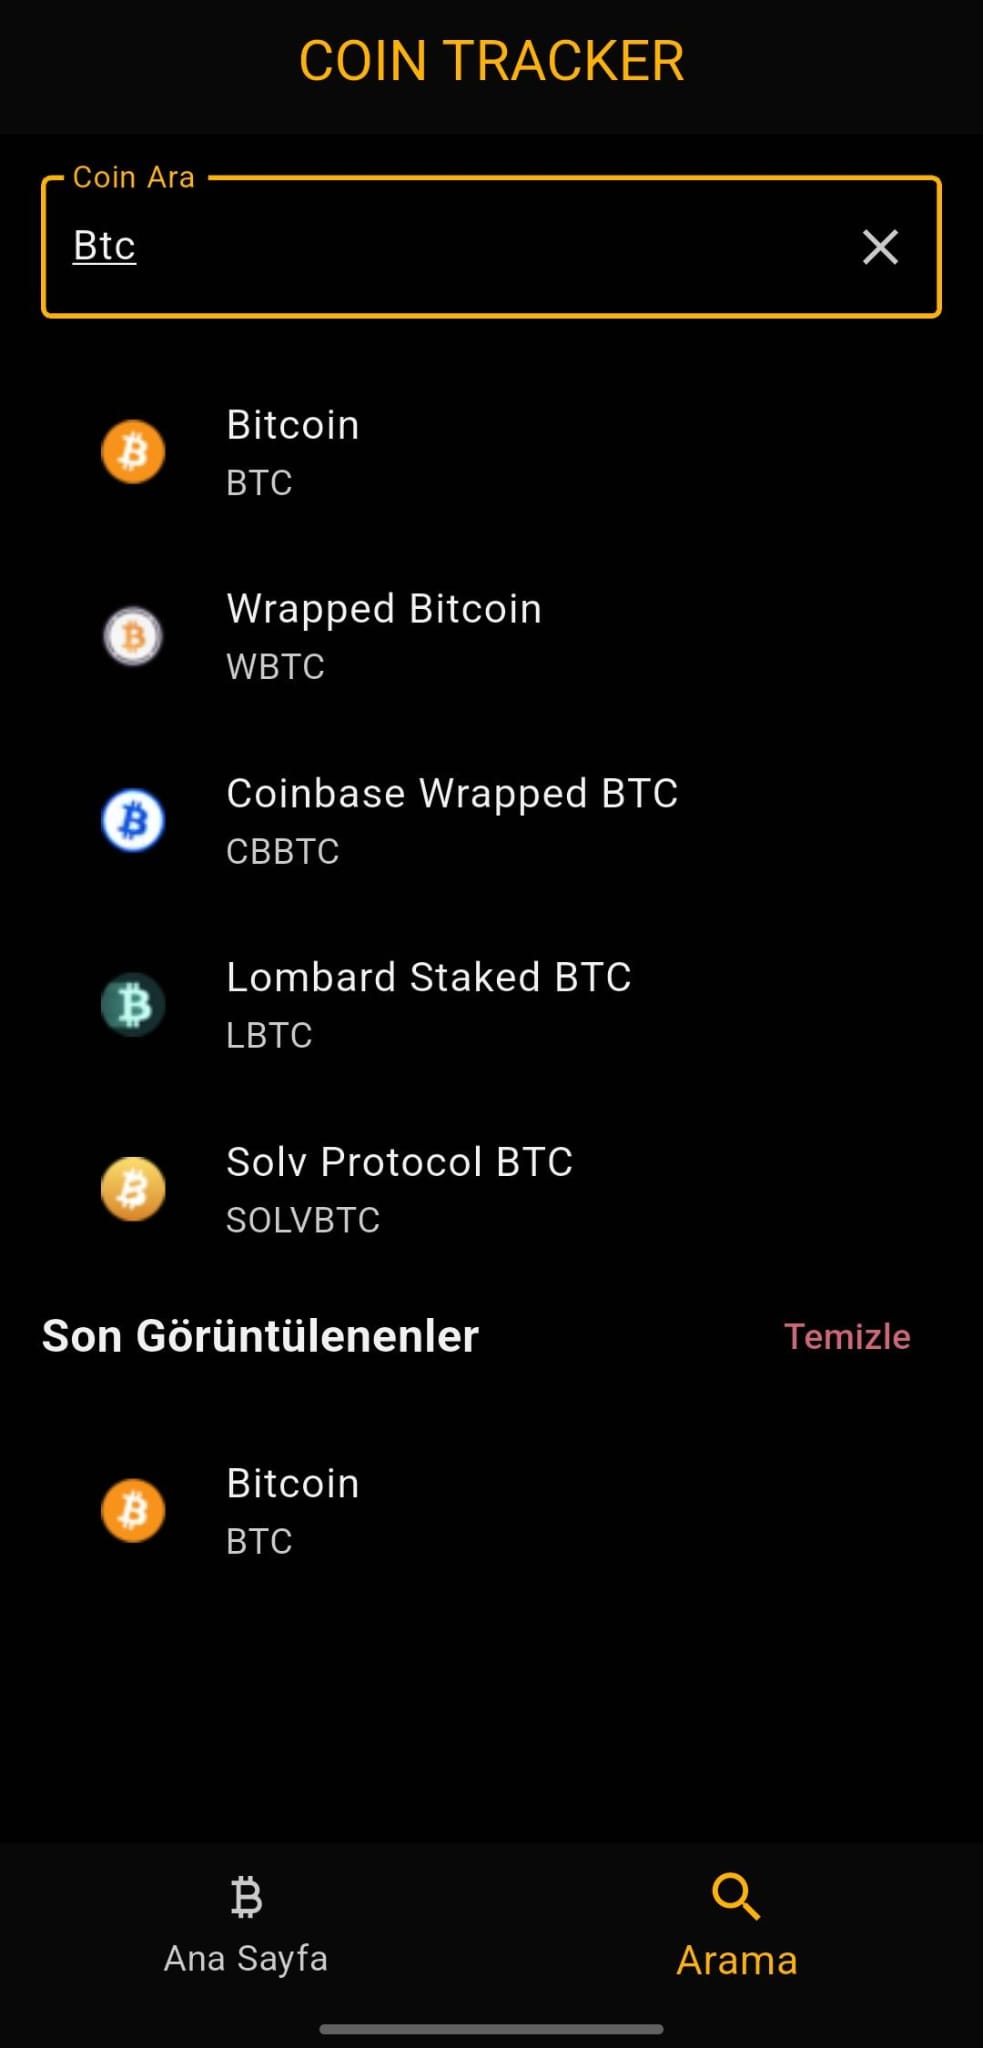 COIN TRACKER
Coin Ara
Btc
Bitcoin
BTC
Wrapped Bitcoin
WBTC
Coinbase Wrapped BTC
CBBTC
Lombard Staked BTC
LBTC
Solv Protocol BTC
SOLVBTC
Son Görüntülenenler
Temizle
Bitcoin
BTC
Ana Sayfa
Arama